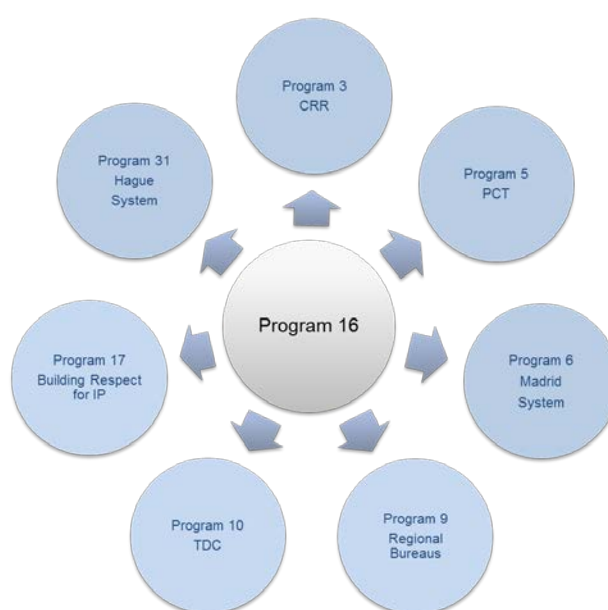 Program 3
CRR
Program 31
Hague
System
Program 5
PCT
Program 16
Program 17
Building Respect
for IP
Program 6
Madrid
System
Program 10
TDC
Program 9
Regional
Bureaus